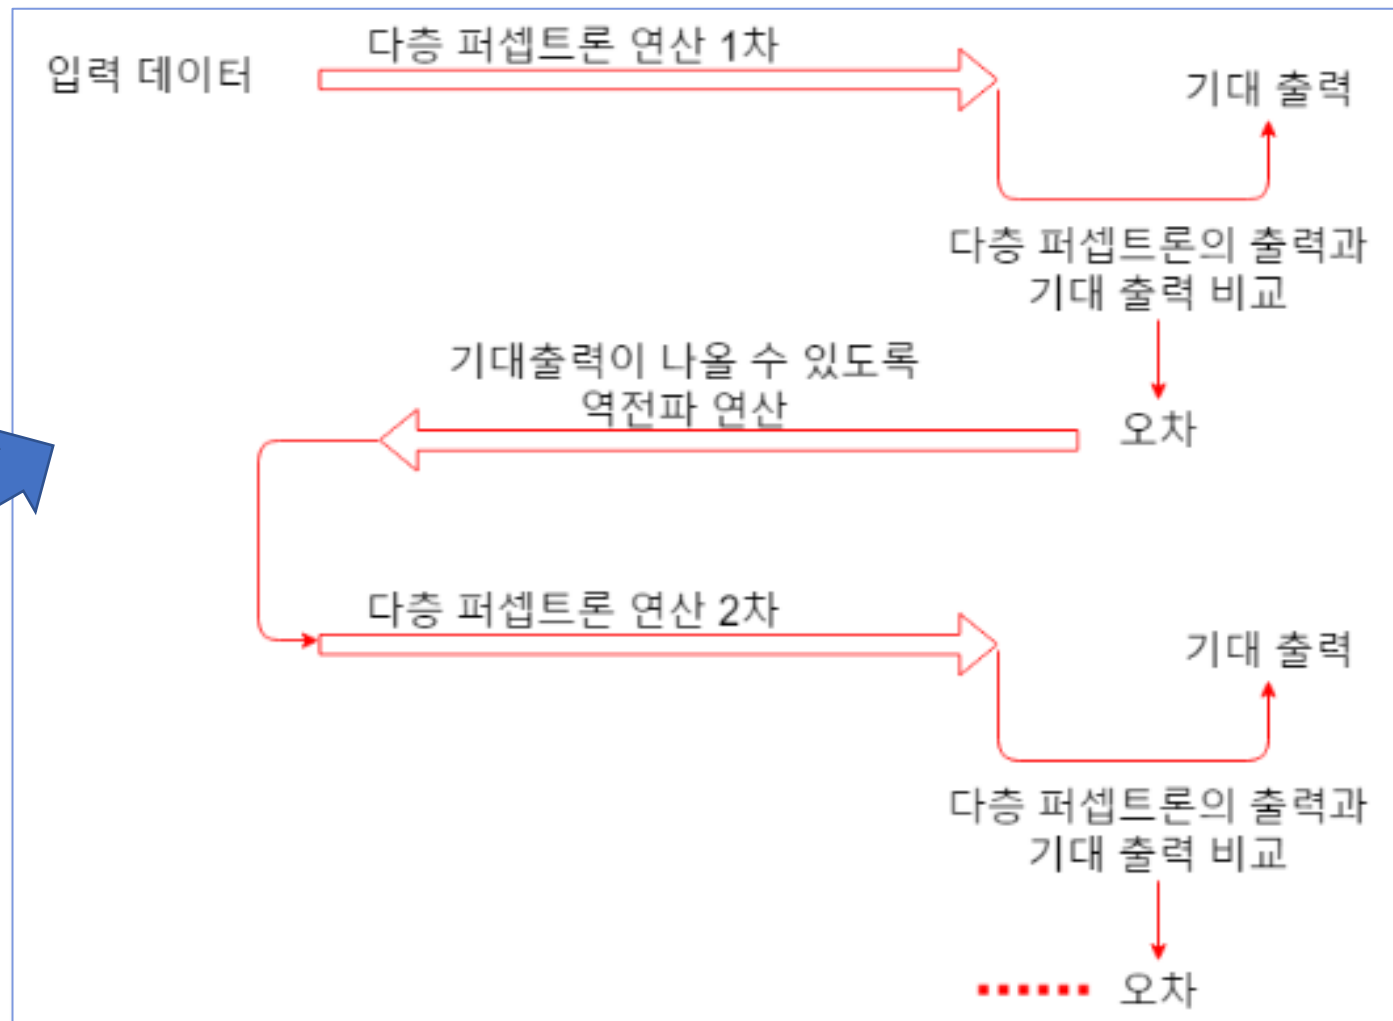 다층 퍼셉트론 연산 1차
입력 데이터
기대 출력
다층 퍼셉트론의 출력과
기대 출력 비교
기대출력이 나올 수 있도록
역전파 연산
오차
다층 퍼셉트론 연산 2차
기대 출력
다층 퍼셉트론의 출력과
기대 출력 비교
오차